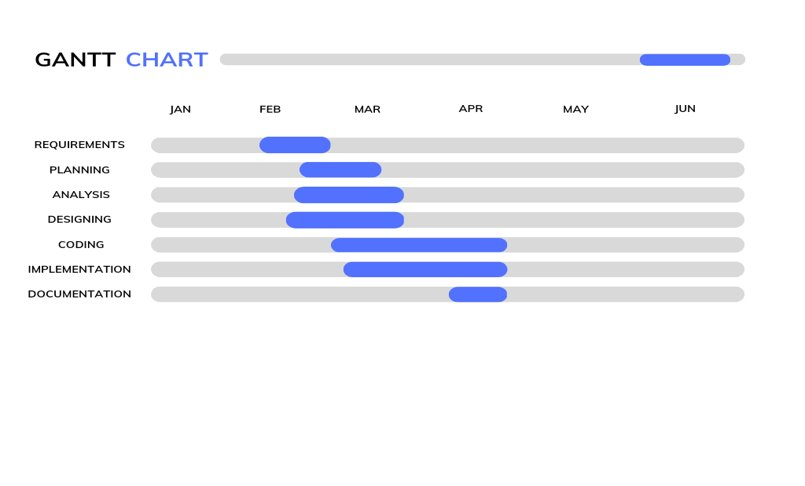 GANTT CHART
JAN FEB MAR APR MAY JUN
REQUIREMENTS
PLANNING
ANALYSIS
DESIGNING
CODING
IMPLEMENTATION
DOCUMENTATION